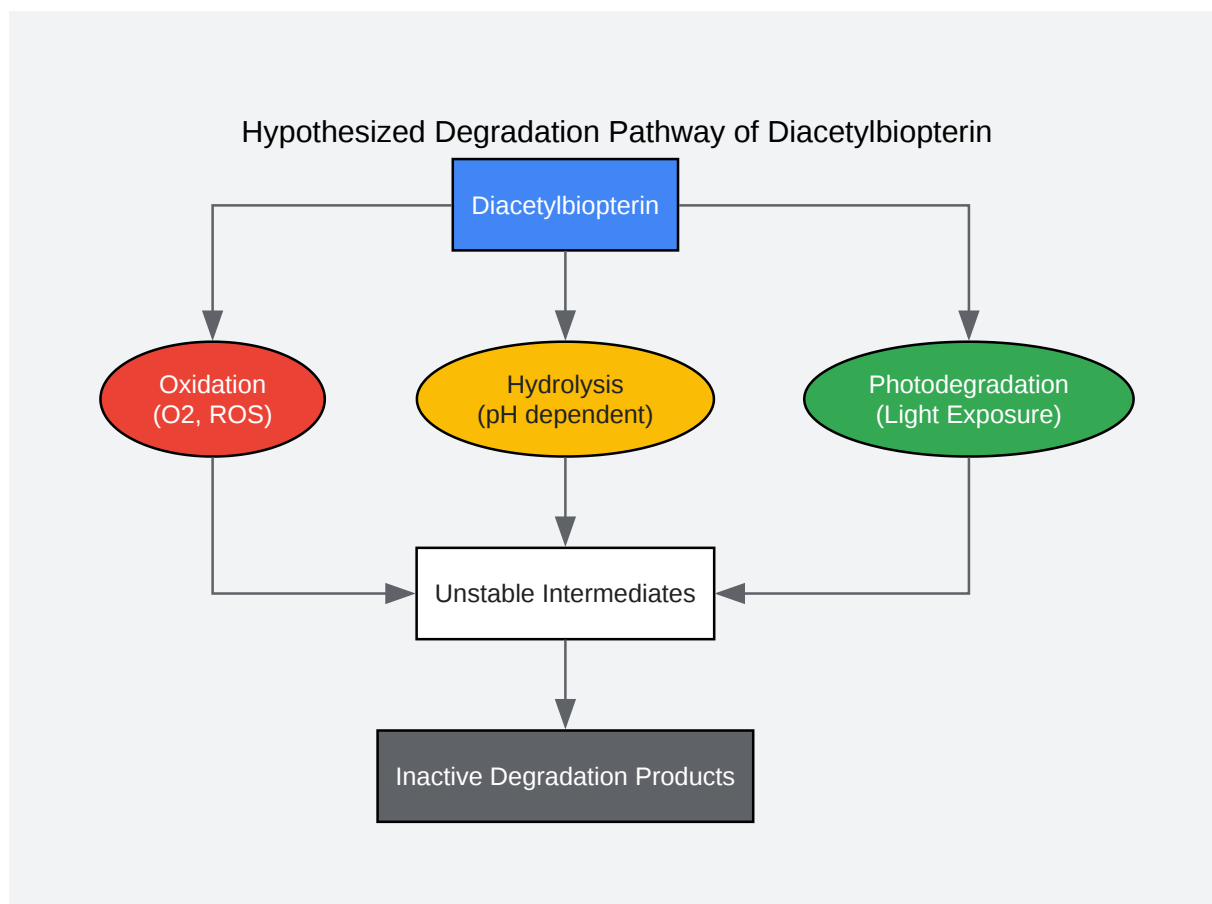 Hypothesized Degradation Pathway of Diacetylbiopterin
Diacetylbiopterin
Oxidation
(O2, ROS)
Hydrolysis
(pH dependent)
Photodegradation
(Light Exposure)
Unstable Intermediates
Inactive Degradation Products